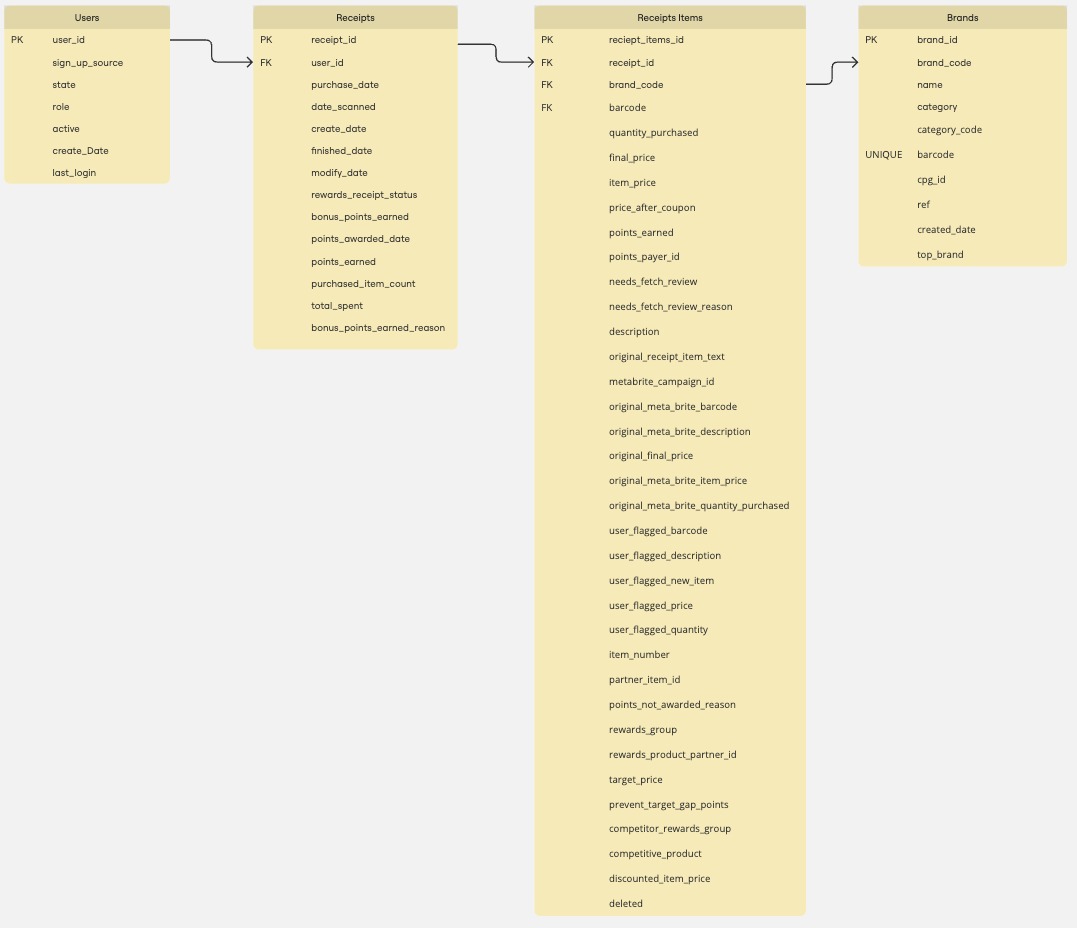 Users
PK user_id
sign_up_source
state
role
active
create_Date
last_login
Receipts
PK receipt_id
FK user_id
purchase_date
date_scanned
create_date
finished_date
modify_date
rewards_receipt_status
bonus_points_earned
points_awarded_date
points_earned
purchased_item_count
total_spent
bonus_points_earned_reason
Receipts Items
PK reciept_items_id
FK receipt_id
FK brand_code
FK barcode
quantity_purchased
final_price
item_price
price_after_coupon
points_earned
points_payer_id
needs_fetch_review
needs_fetch_review_reason
description
original_receipt_item_text
metabrite_campaign_id
original_meta_brite_barcode
original_meta_brite_description
original_final_price
original_meta_brite_item_price
original_meta_brite_quantity_purchased
user_flagged_barcode
user_flagged_description
user_flagged_new_item
user_flagged_price
user_flagged_quantity
item_number
partner_item_id
points_not_awarded_reason
rewards_group
rewards_product_partner_id
target_price
prevent_target_gap_points
competitor_rewards_group
competitive_product
discounted_item_price
deleted
Brands
PK brand_id
brand_code
name
category
category_code
UNIQUE barcode
cpg_id
ref
created_date
top_brand